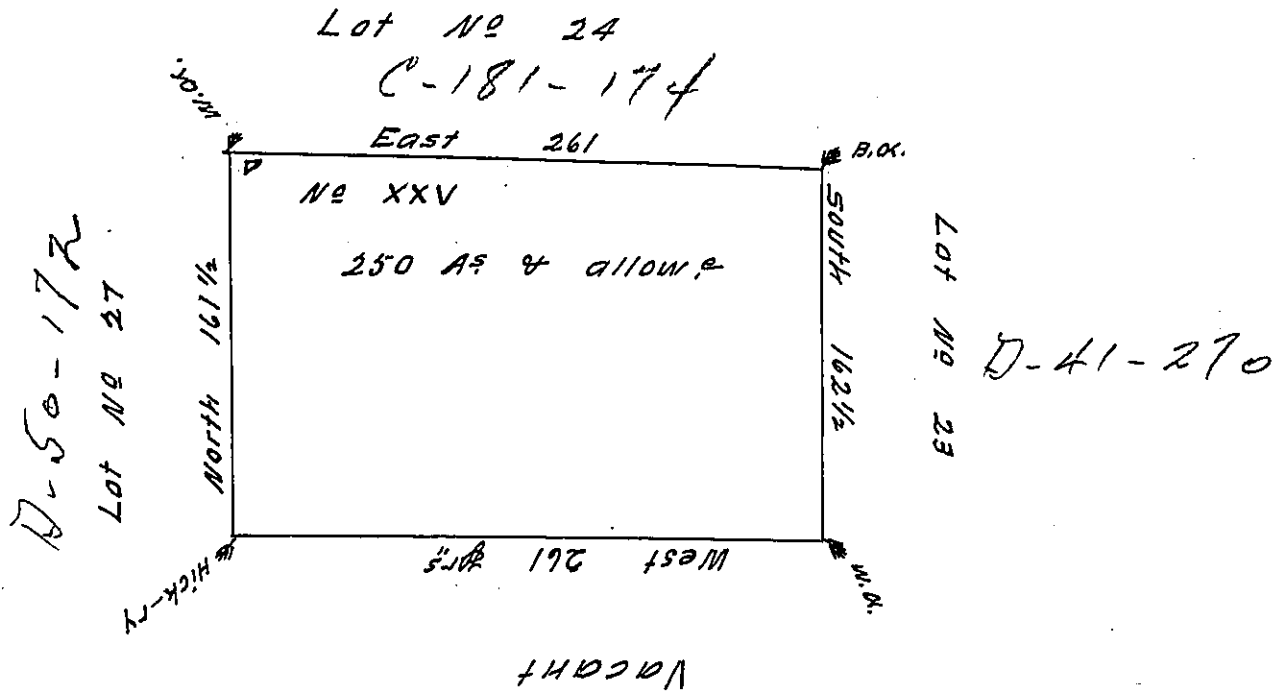 Lot Nº 24
C-181-174
W.O.
East 261
B.O.
Nº XXV
250 As & allow.e
North 161½
South 162½
Lot Nº 27
D-50-172
Lot Nº 23
D-41-270
West 261 prs
Hick-ry
W.O.
Vacant